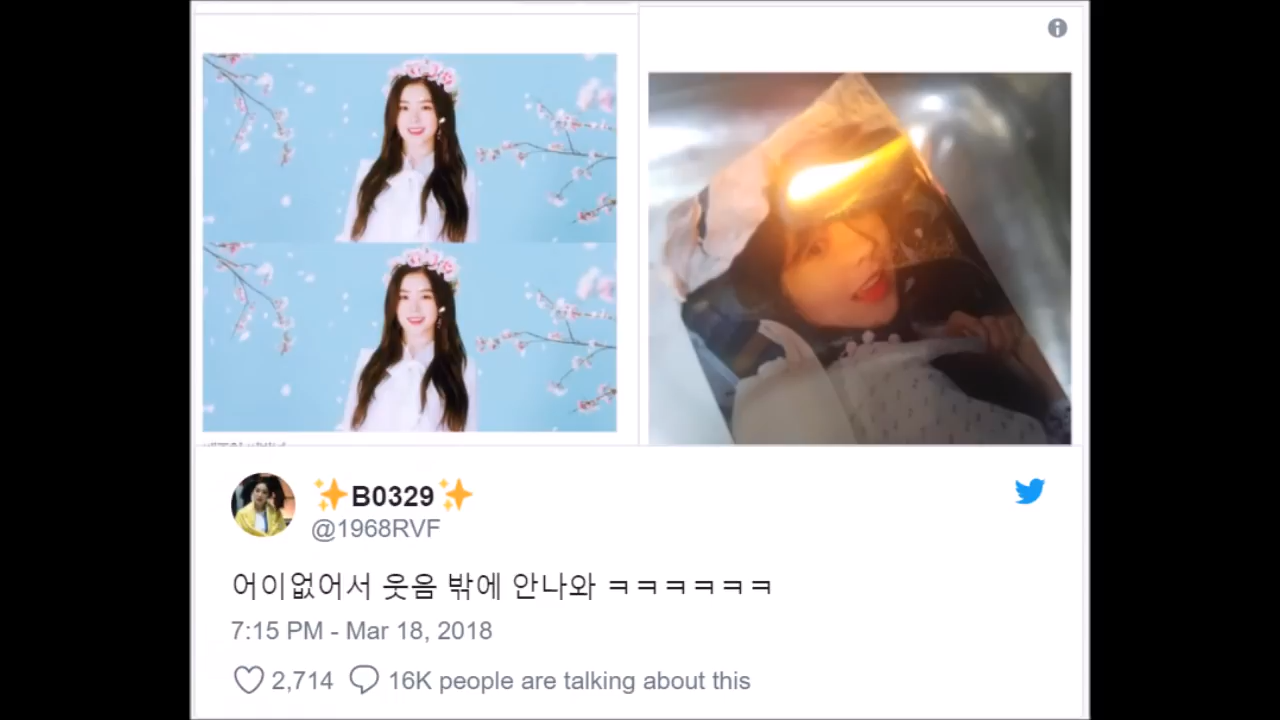 ✨B0329✨
@1968RVF
어이없어서 웃음 밖에 안나와 ㅋㅋㅋㅋㅋㅋ
7:15 PM - Mar 18, 2018
2,714 16K people are talking about this